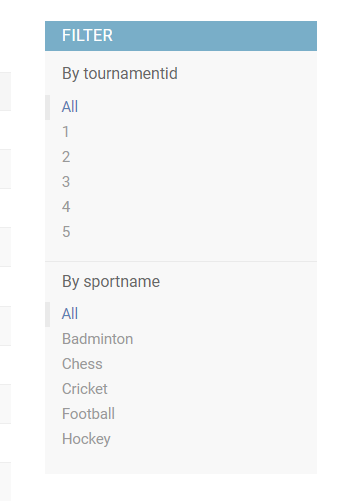 FILTER
By tournamentid
All
1
2
3
4
5
By sportname
All
Badminton
Chess
Cricket
Football
Hockey